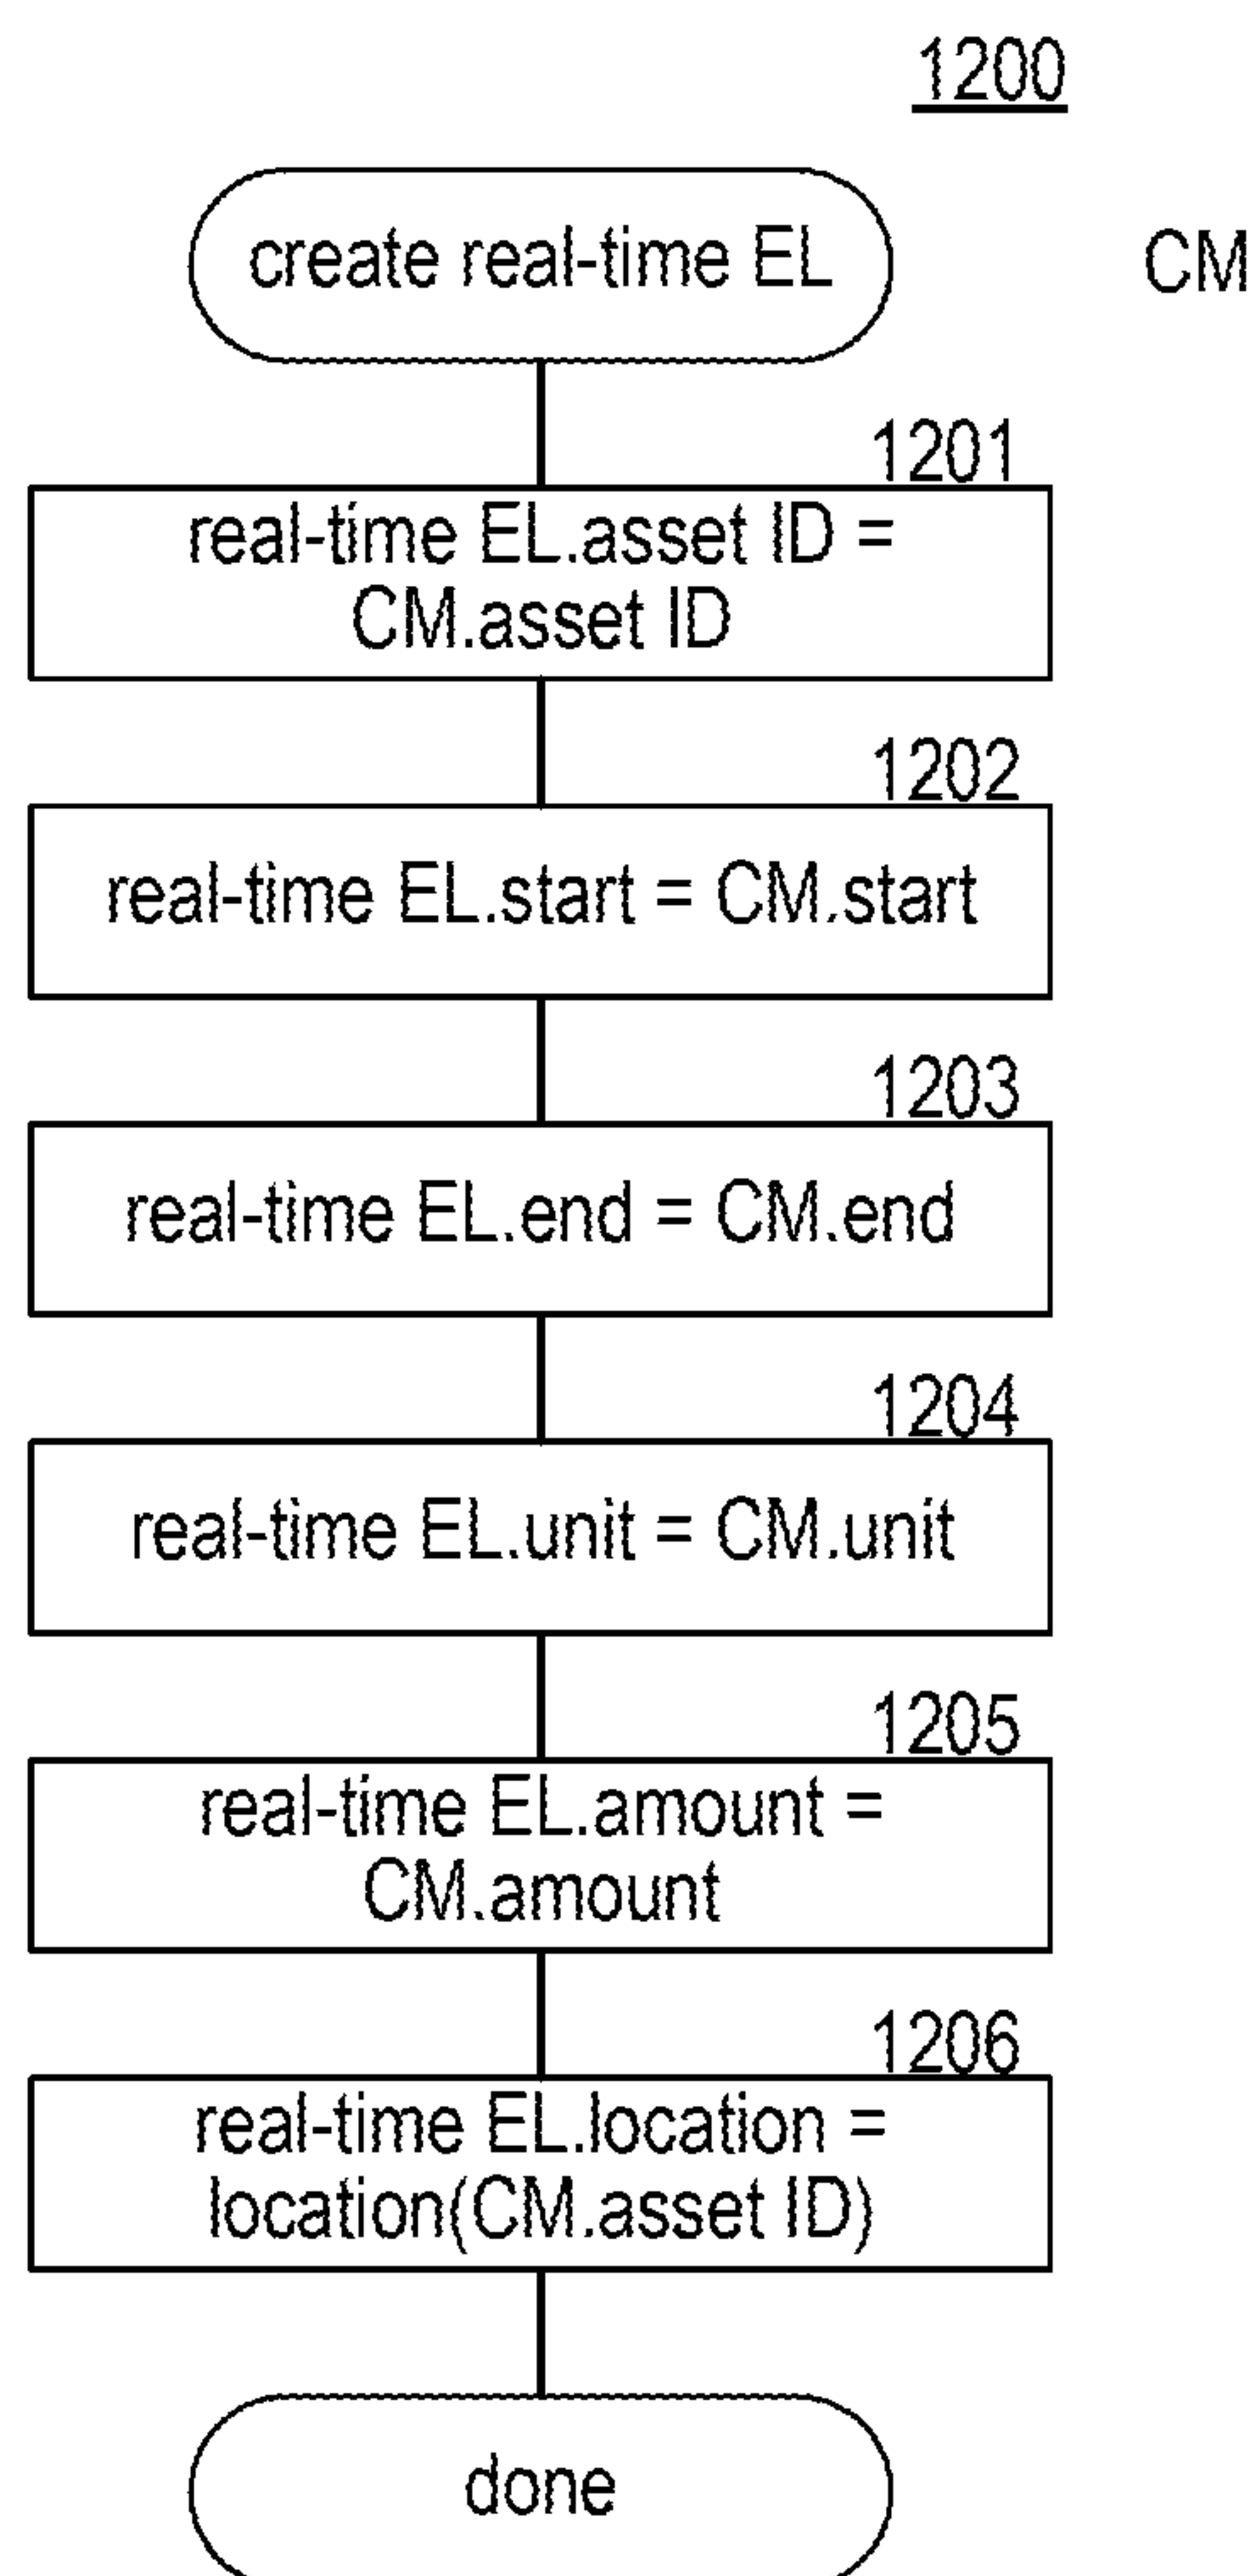 1200
create real-time EL
CM
1201
real-time EL.asset ID =
CM.asset ID
1202
real-time EL.start = CM.start
1203
real-time EL.end = CM.end
1204
real-time EL.unit = CM.unit
1205
real-time EL.amount =
CM.amount
1206
real-time EL.location =
location(CM.asset ID)
done